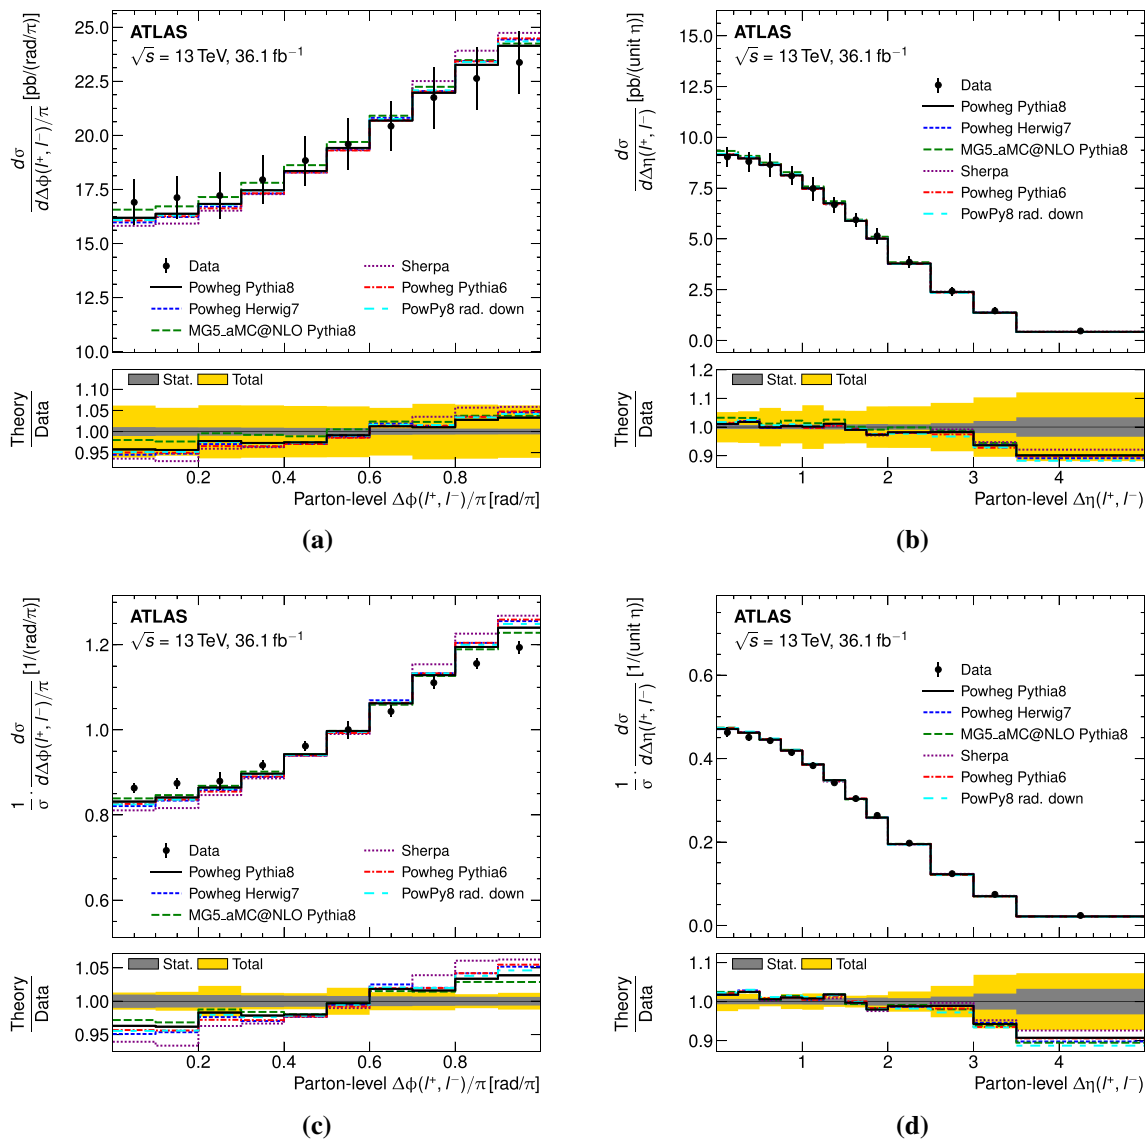 ATLAS
√s = 13 TeV, 36.1 fb⁻¹
dσ / dΔϕ(l⁺, l⁻)/π [pb/(rad/π)]
25.0
22.5
20.0
17.5
15.0
12.5
10.0
Data
Powheg Pythia8
Powheg Herwig7
MG5_aMC@NLO Pythia8
Sherpa
Powheg Pythia6
PowPy8 rad. down
Theory
Data
Stat. Total
1.10
1.05
1.00
0.95
0.2 0.4 0.6 0.8
Parton-level Δϕ(l⁺, l⁻)/π [rad/π]
(a)
ATLAS
√s = 13 TeV, 36.1 fb⁻¹
dσ / dΔη(l⁺, l⁻) [pb/(unit η)]
15.0
12.5
10.0
7.5
5.0
2.5
0.0
Data
Powheg Pythia8
Powheg Herwig7
MG5_aMC@NLO Pythia8
Sherpa
Powheg Pythia6
PowPy8 rad. down
Theory
Data
Stat. Total
1.2
1.1
1.0
0.9
1 2 3 4
Parton-level Δη(l⁺, l⁻)
(b)
ATLAS
√s = 13 TeV, 36.1 fb⁻¹
1/σ · dσ / dΔϕ(l⁺, l⁻)/π [1/(rad/π)]
1.2
1.0
0.8
0.6
Data
Powheg Pythia8
Powheg Herwig7
MG5_aMC@NLO Pythia8
Sherpa
Powheg Pythia6
PowPy8 rad. down
Theory
Data
Stat. Total
1.05
1.00
0.95
0.2 0.4 0.6 0.8
Parton-level Δϕ(l⁺, l⁻)/π [rad/π]
(c)
ATLAS
√s = 13 TeV, 36.1 fb⁻¹
1/σ · dσ / dΔη(l⁺, l⁻) [1/(unit η)]
0.6
0.4
0.2
0.0
Data
Powheg Pythia8
Powheg Herwig7
MG5_aMC@NLO Pythia8
Sherpa
Powheg Pythia6
PowPy8 rad. down
Theory
Data
Stat. Total
1.1
1.0
0.9
1 2 3 4
Parton-level Δη(l⁺, l⁻)
(d)